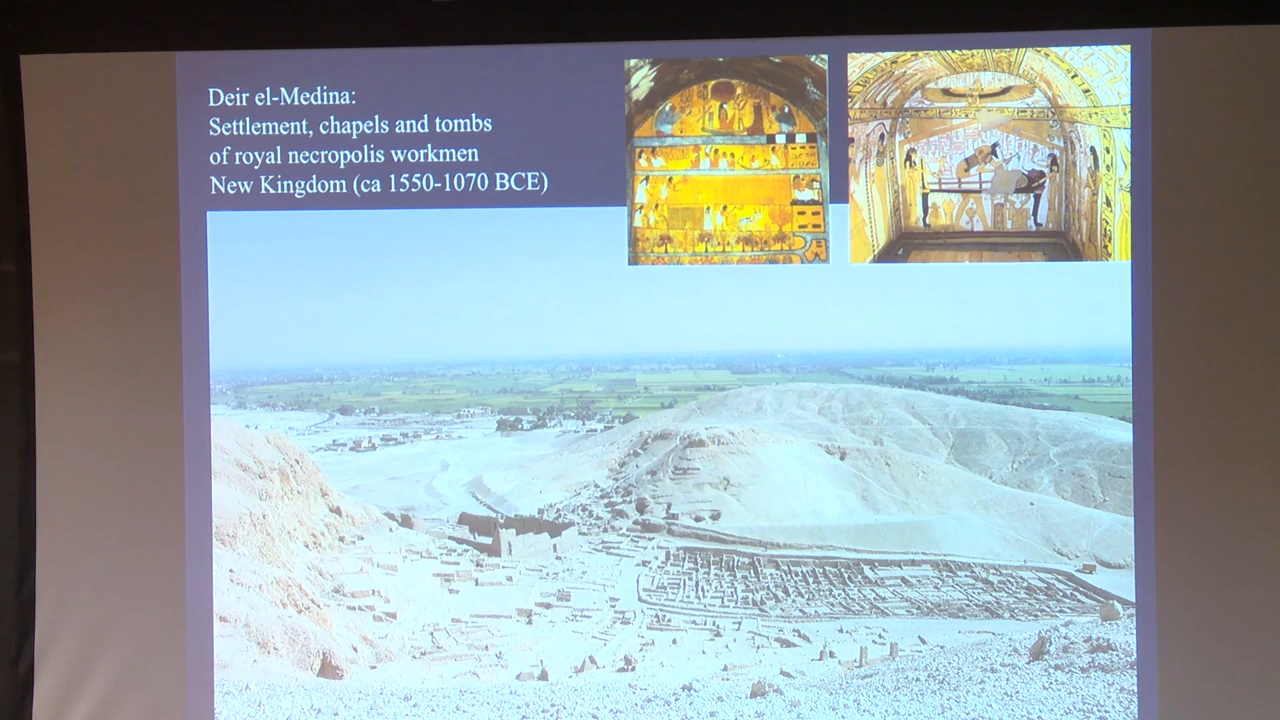 Deir el-Medina:
Settlement, chapels and tombs
of royal necropolis workmen
New Kingdom (ca 1550-1070 BCE)